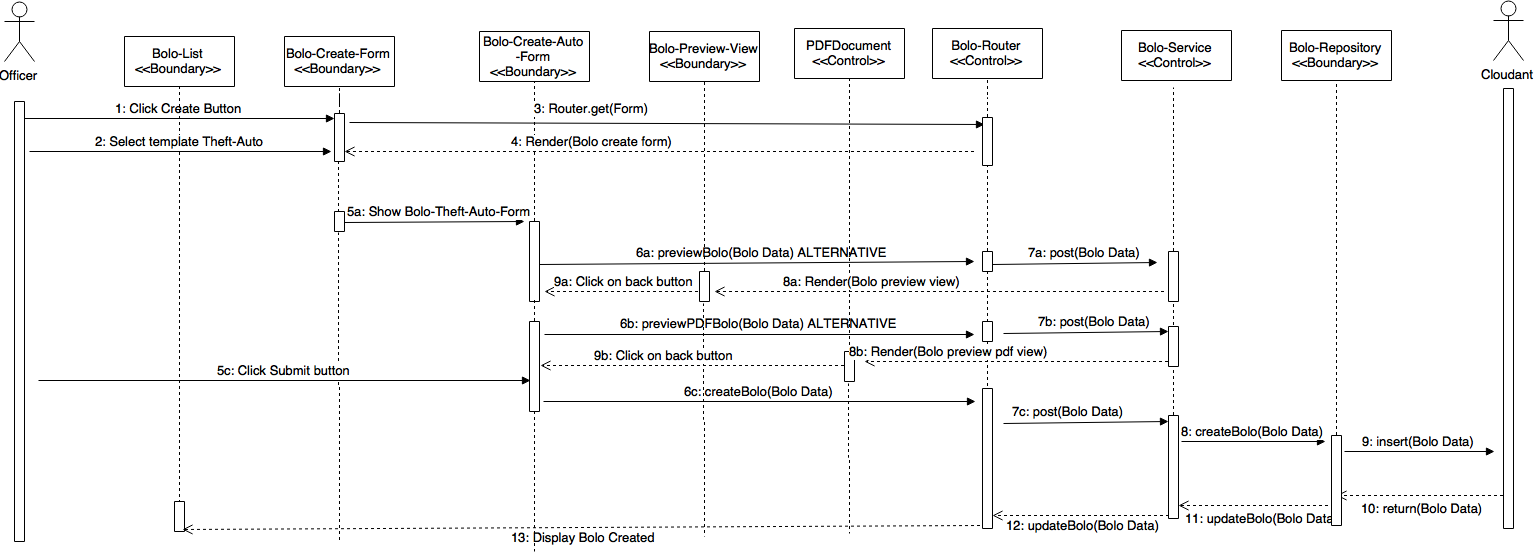 Officer
Bolo-List
<<Boundary>>
Bolo-Create-Form
<<Boundary>>
Bolo-Create-Auto
-Form
<<Boundary>>
Bolo-Preview-View
<<Boundary>>
PDFDocument
<<Control>>
Bolo-Router
<<Control>>
Bolo-Service
<<Control>>
Bolo-Repository
<<Boundary>>
Cloudant
1: Click Create Button
3: Router.get(Form)
2: Select template Theft-Auto
4: Render(Bolo create form)
5a: Show Bolo-Theft-Auto-Form
6a: previewBolo(Bolo Data) ALTERNATIVE
7a: post(Bolo Data)
9a: Click on back button
8a: Render(Bolo preview view)
6b: previewPDFBolo(Bolo Data) ALTERNATIVE
7b: post(Bolo Data)
9b: Click on back button
8b: Render(Bolo preview pdf view)
5c: Click Submit button
6c: createBolo(Bolo Data)
7c: post(Bolo Data)
8: createBolo(Bolo Data)
9: insert(Bolo Data)
10: return(Bolo Data)
11: updateBolo(Bolo Data)
12: updateBolo(Bolo Data)
13: Display Bolo Created